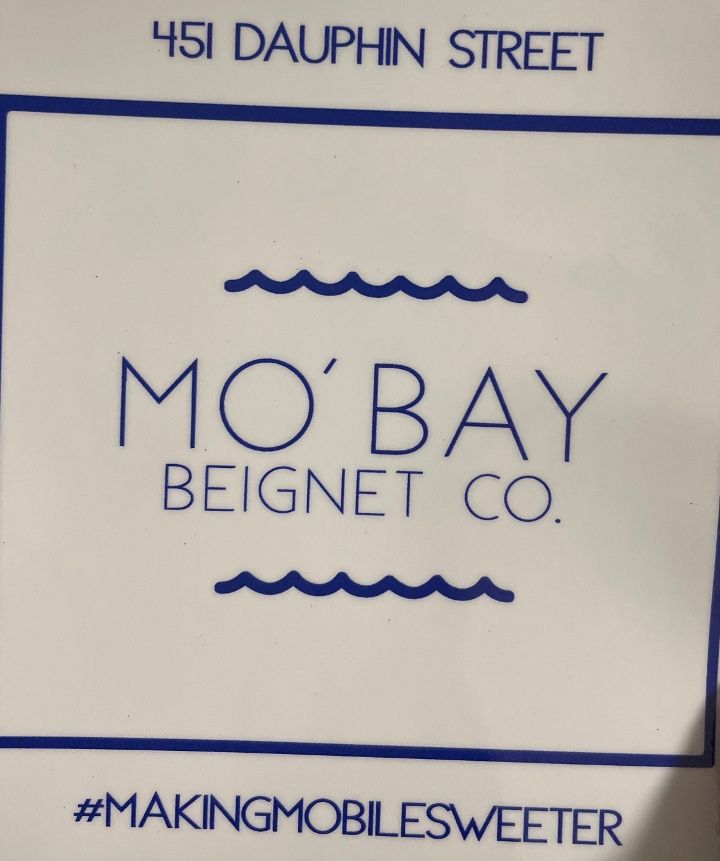 451 DAUPHIN STREET
MO' BAY
BEIGNET CO.
#MAKINGMOBILESWEETER